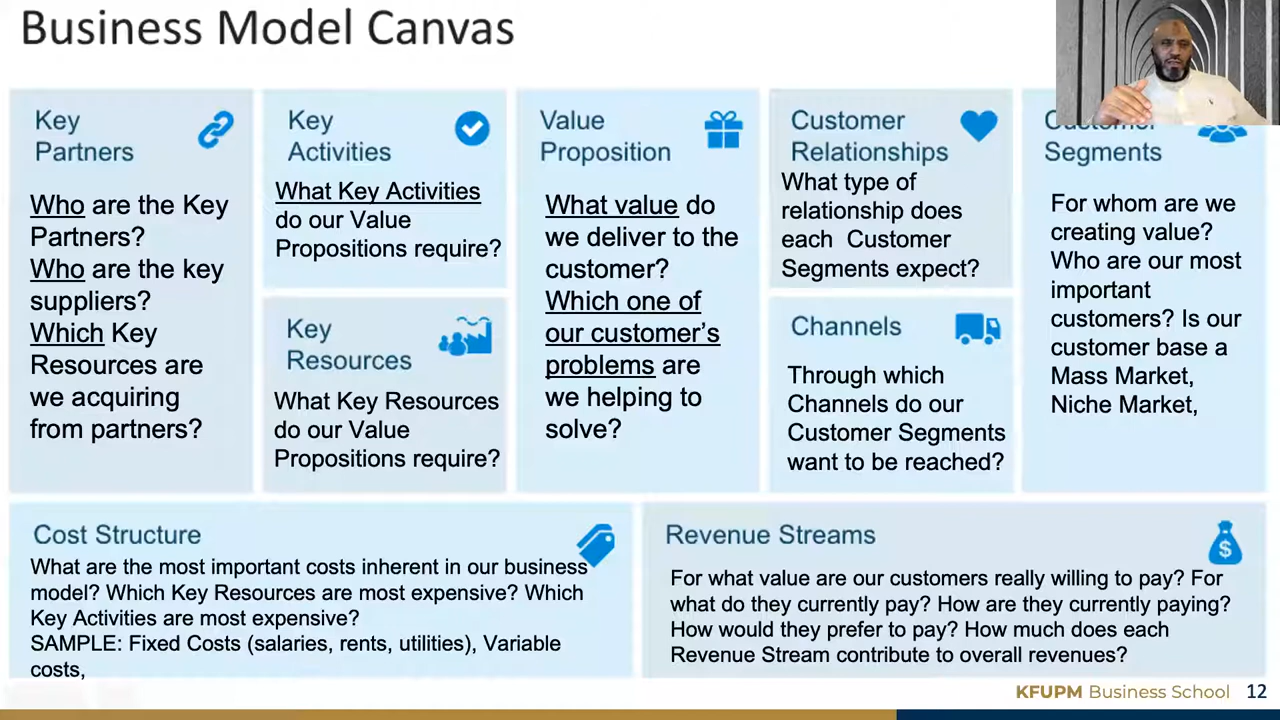 Business Model Canvas
Key
Partners
Who are the Key
Partners?
Who are the key
suppliers?
Which Key
Resources are
we acquiring
from partners?
Key
Activities
What Key Activities
do our Value
Propositions require?
Key
Resources
What Key Resources
do our Value
Propositions require?
Value
Proposition
What value do
we deliver to the
customer?
Which one of
our customer’s
problems are
we helping to
solve?
Customer
Relationships
What type of
relationship does
each Customer
Segments expect?
Channels
Through which
Channels do our
Customer Segments
want to be reached?
Customer
Segments
For whom are we
creating value?
Who are our most
important
customers? Is our
customer base a
Mass Market,
Niche Market,
Cost Structure
What are the most important costs inherent in our business
model? Which Key Resources are most expensive? Which
Key Activities are most expensive?
SAMPLE: Fixed Costs (salaries, rents, utilities), Variable
costs,
Revenue Streams
For what value are our customers really willing to pay? For
what do they currently pay? How are they currently paying?
How would they prefer to pay? How much does each
Revenue Stream contribute to overall revenues?
KFUPM Business School 12